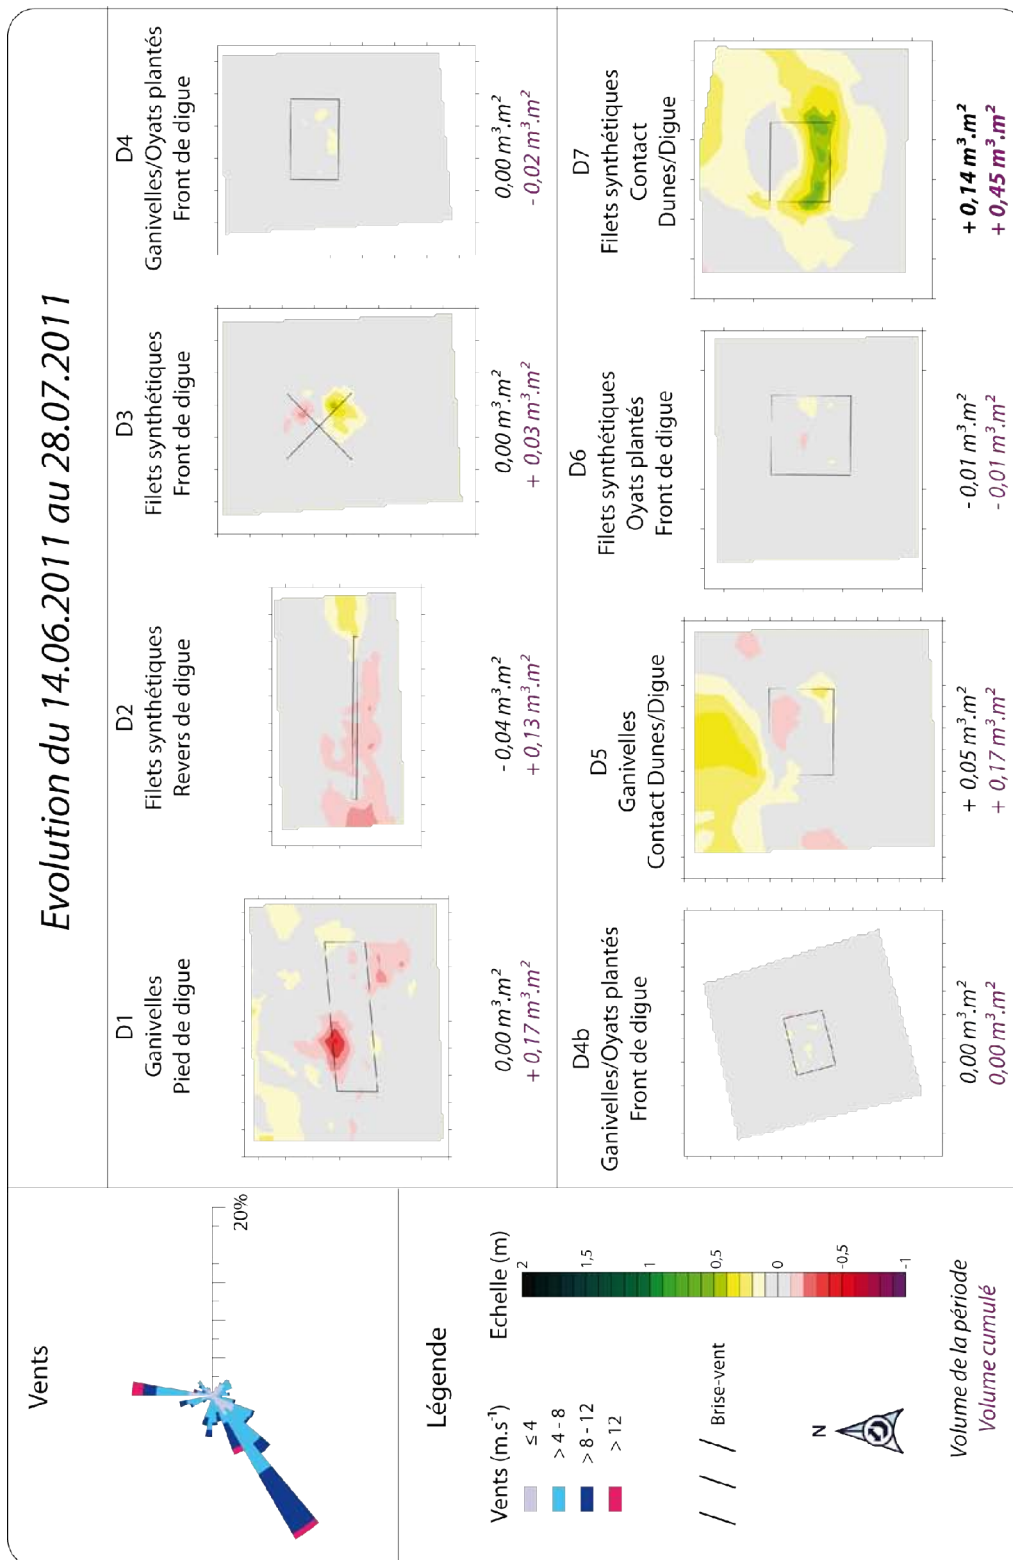 Evolution du 14.06.2011 au 28.07.2011
Vents
20%
Légende
Vents (m.s⁻¹)
≤ 4
> 4 - 8
> 8 - 12
> 12
Echelle (m)
2
1,5
1
0,5
0
-0,5
-1
Brise-vent
N
Volume de la période
Volume cumulé
D1
Ganivelles
Pied de digue
0,00 m³.m²
+ 0,17 m³.m²
D2
Filets synthétiques
Revers de digue
- 0,04 m³.m²
+ 0,13 m³.m²
D3
Filets synthétiques
Front de digue
0,00 m³.m²
+ 0,03 m³.m²
D4
Ganivelles/Oyats plantés
Front de digue
0,00 m³.m²
- 0,02 m³.m²
D4b
Ganivelles/Oyats plantés
Front de digue
0,00 m³.m²
0,00 m³.m²
D5
Ganivelles
Contact Dunes/Digue
+ 0,05 m³.m²
+ 0,17 m³.m²
D6
Filets synthétiques
Oyats plantés
Front de digue
- 0,01 m³.m²
- 0,01 m³.m²
D7
Filets synthétiques
Contact
Dunes/Digue
+ 0,14 m³.m²
+ 0,45 m³.m²